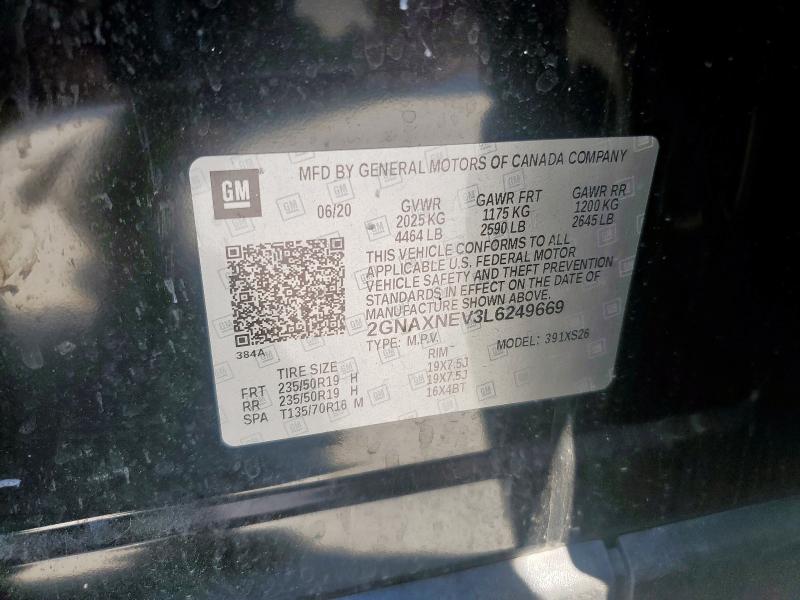 GM
MFD BY GENERAL MOTORS OF CANADA COMPANY
06/20
GVWR
2025 KG
4464 LB
GAWR FRT
1175 KG
2590 LB
GAWR RR
1200 KG
2645 LB
THIS VEHICLE CONFORMS TO ALL
APPLICABLE U.S. FEDERAL MOTOR
VEHICLE SAFETY AND THEFT PREVENTION
STANDARDS IN EFFECT ON THE DATE OF
MANUFACTURE SHOWN ABOVE.
2GNAXNEV3L6249669
TYPE: M.P.V.
MODEL: 391XS26
384A
TIRE SIZE
RIM
FRT 235/50R19 H 19X7.5J
RR 235/50R19 H 19X7.5J
SPA T135/70R16 M 16X4BT